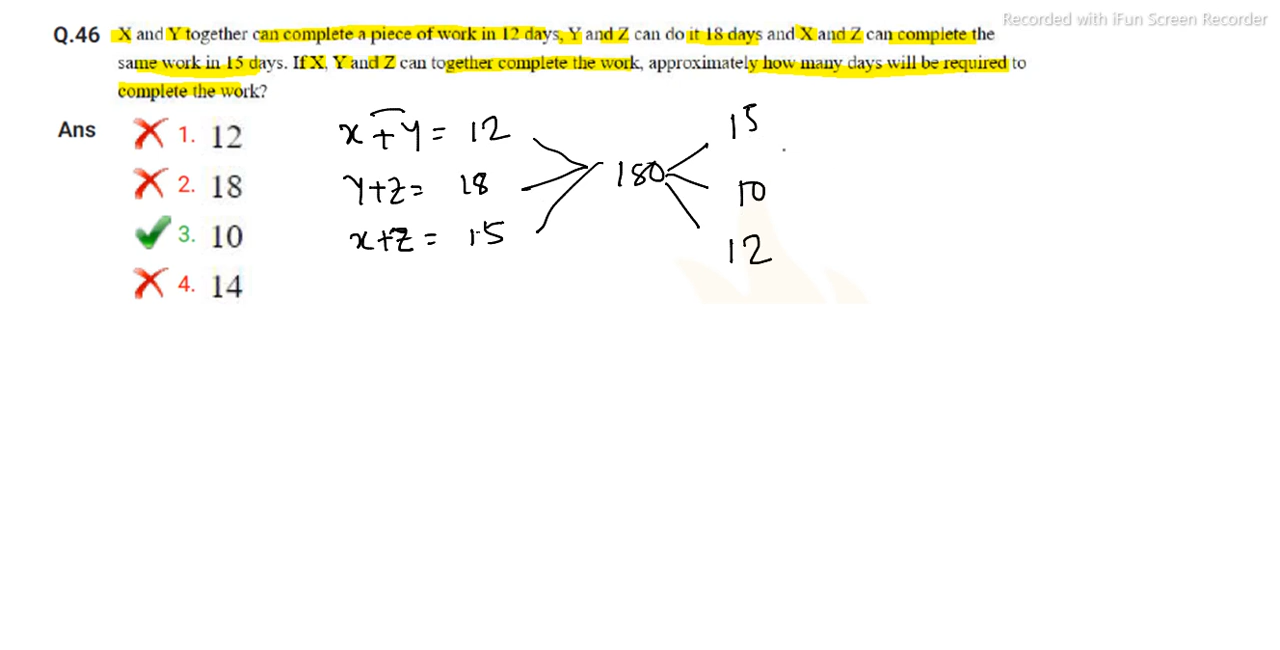 Recorded with iFun Screen Recorder
Q.46 X and Y together can complete a piece of work in 12 days, Y and Z can do it 18 days and X and Z can complete the
same work in 15 days. If X, Y and Z can together complete the work, approximately how many days will be required to
complete the work?
Ans
1. 12
2. 18
3. 10
4. 14
x + y = 12
y+z= 18
x+z = 15
180
15
10
12